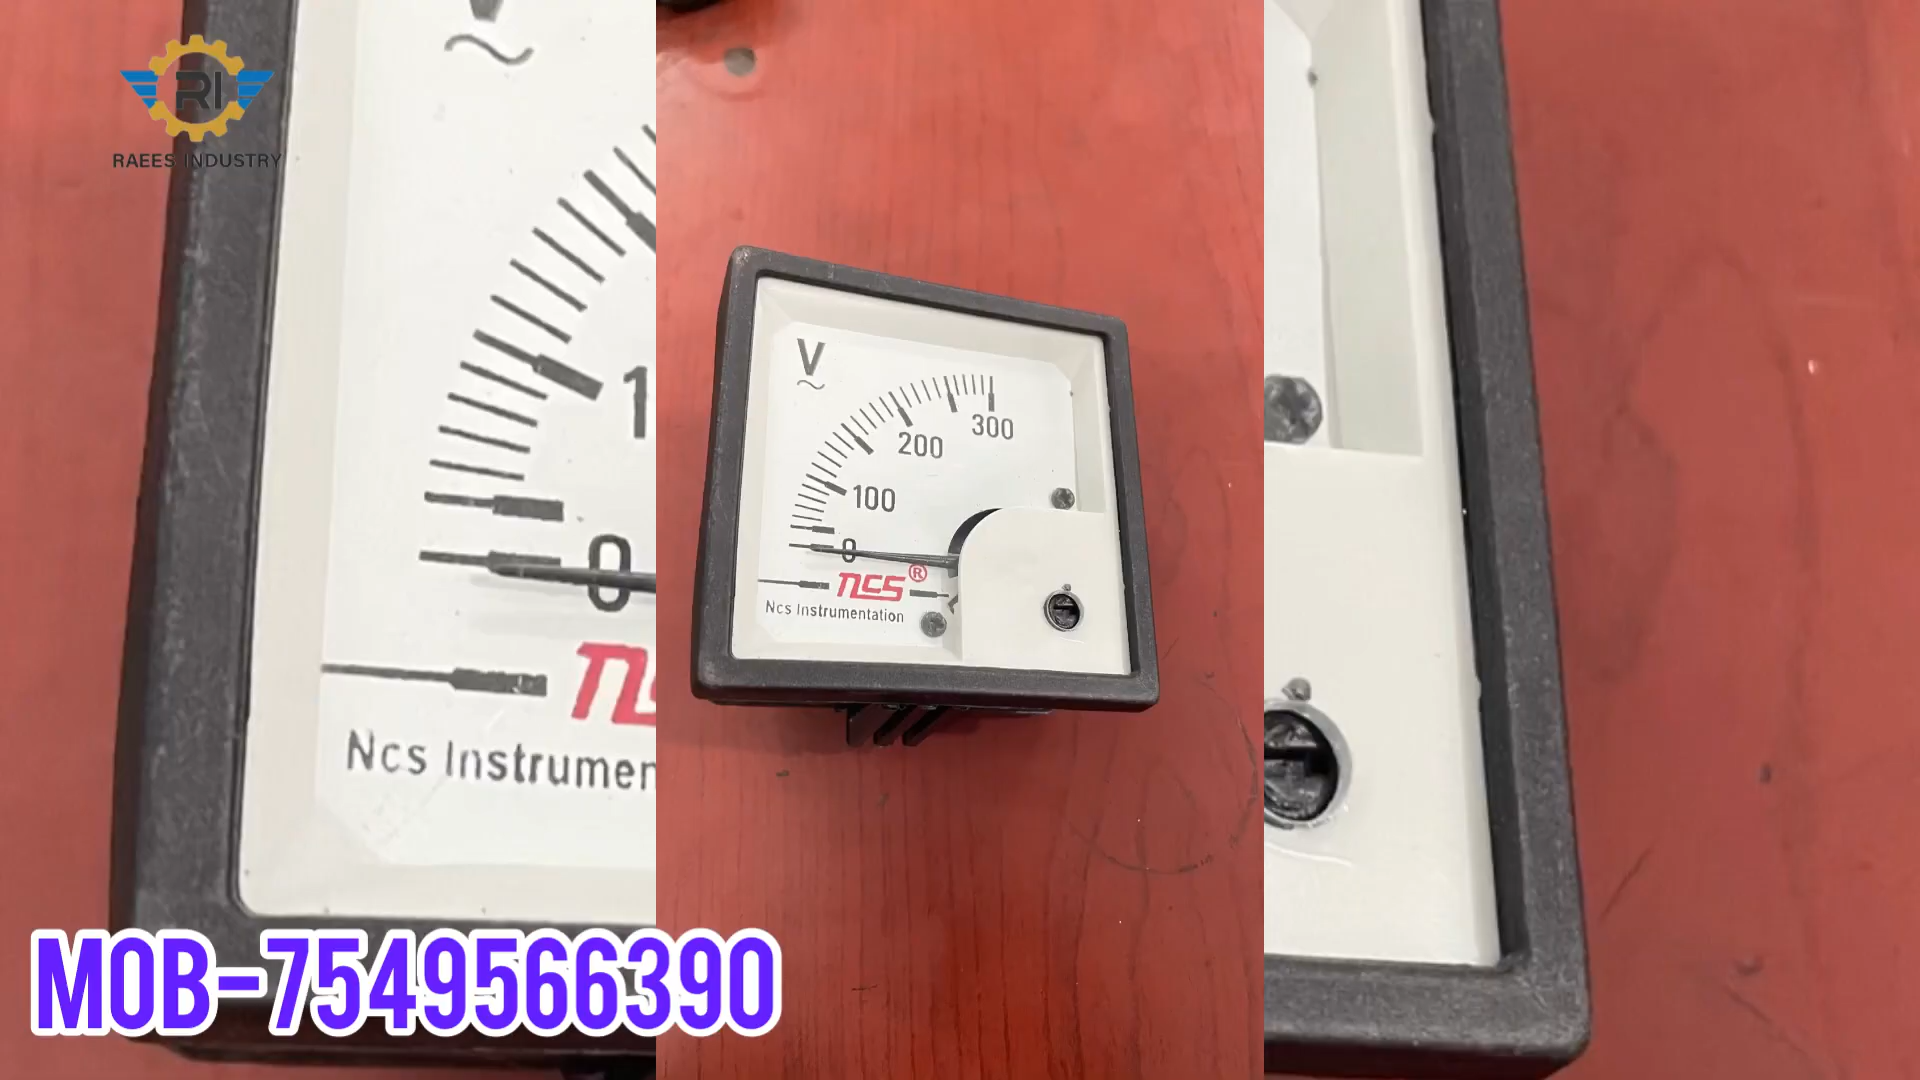 RI
RAEES INDUSTRY
1
0
Ncs Instrumen
V
100
200
300
0
ncs®
Ncs Instrumentation
MOB-7549566390